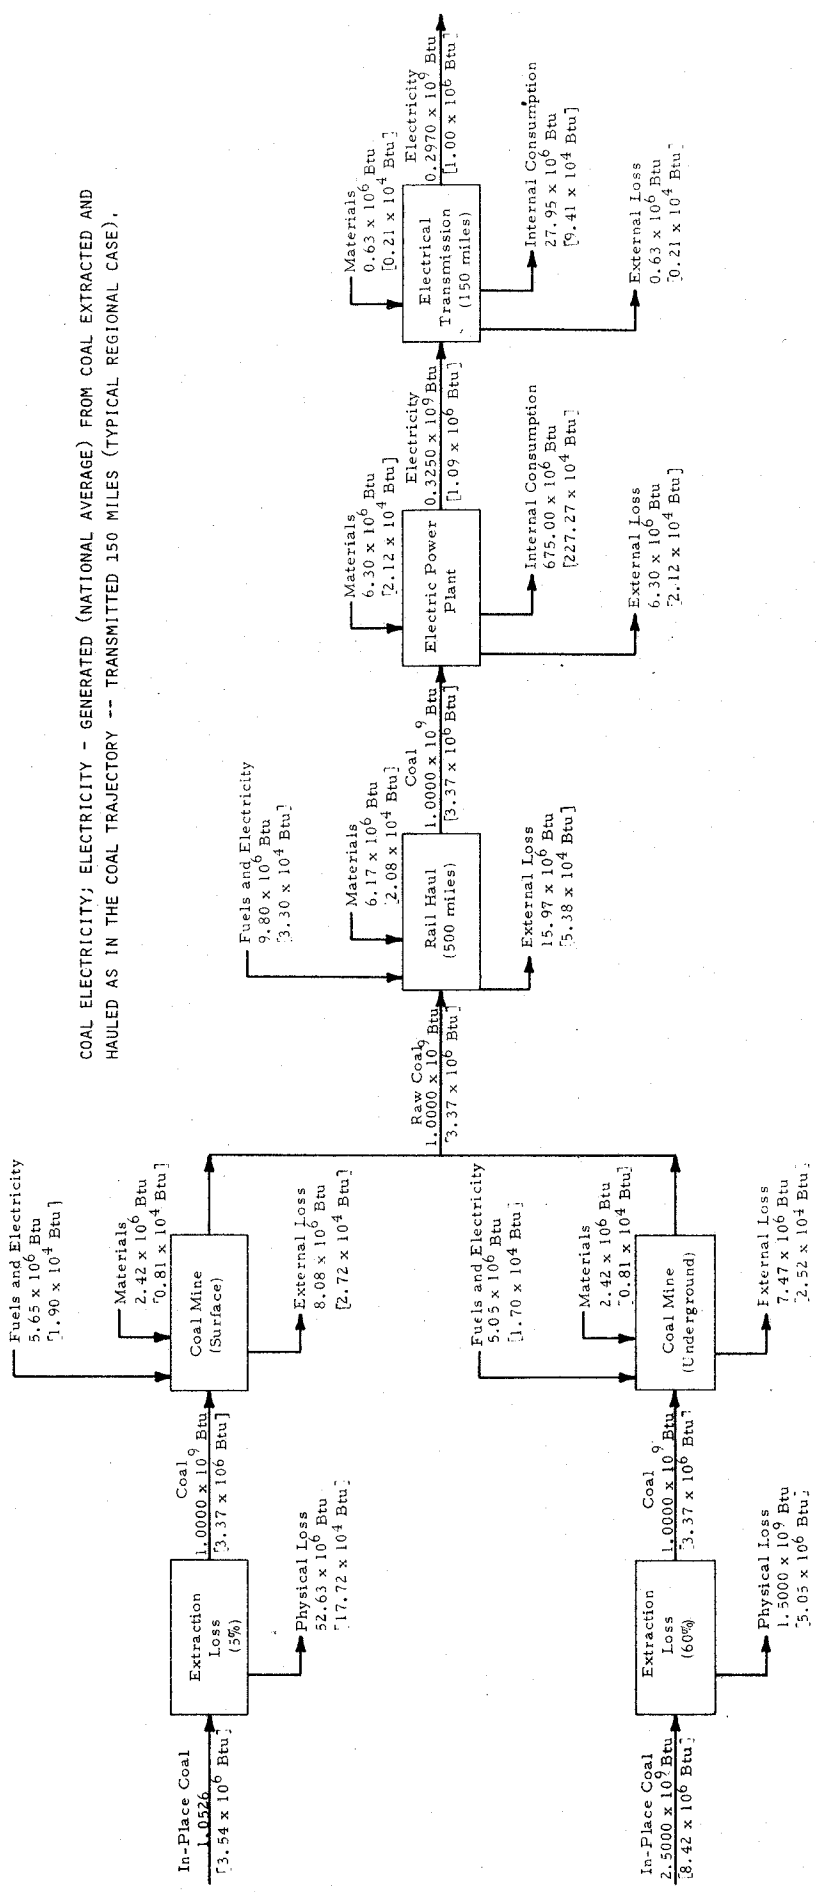 COAL ELECTRICITY; ELECTRICITY - GENERATED (NATIONAL AVERAGE) FROM COAL EXTRACTED AND
HAULED AS IN THE COAL TRAJECTORY -- TRANSMITTED 150 MILES (TYPICAL REGIONAL CASE).
In-Place Coal
1.0526
[3.54 x 10^6 Btu]
Extraction
Loss
(5%)
Physical Loss
52.63 x 10^6 Btu
[17.72 x 10^4 Btu]
Coal
1.0000 x 10^9 Btu
[3.37 x 10^6 Btu]
Fuels and Electricity
5.65 x 10^6 Btu
[1.90 x 10^4 Btu]
Materials
2.42 x 10^6 Btu
[0.81 x 10^4 Btu]
Coal Mine
(Surface)
External Loss
8.08 x 10^6 Btu
[2.72 x 10^4 Btu]
In-Place Coal
2.5000 x 10^9 Btu
[8.42 x 10^6 Btu]
Extraction
Loss
(60%)
Physical Loss
1.5000 x 10^9 Btu
[5.05 x 10^6 Btu]
Coal
1.0000 x 10^9 Btu
[3.37 x 10^6 Btu]
Fuels and Electricity
5.05 x 10^6 Btu
[1.70 x 10^4 Btu]
Materials
2.42 x 10^6 Btu
[0.81 x 10^4 Btu]
Coal Mine
(Underground)
External Loss
7.47 x 10^6 Btu
[2.52 x 10^4 Btu]
Raw Coal
1.0000 x 10^9 Btu
[3.37 x 10^6 Btu]
Fuels and Electricity
9.80 x 10^6 Btu
[3.30 x 10^4 Btu]
Materials
6.17 x 10^6 Btu
[2.08 x 10^4 Btu]
Rail Haul
(500 miles)
External Loss
15.97 x 10^6 Btu
[5.38 x 10^4 Btu]
Coal
1.0000 x 10^9 Btu
[3.37 x 10^6 Btu]
Materials
6.30 x 10^6 Btu
[2.12 x 10^4 Btu]
Electric Power
Plant
Internal Consumption
675.00 x 10^6 Btu
[227.27 x 10^4 Btu]
External Loss
6.30 x 10^6 Btu
[2.12 x 10^4 Btu]
Electricity
0.3250 x 10^9 Btu
[1.09 x 10^6 Btu]
Materials
0.63 x 10^6 Btu
[0.21 x 10^4 Btu]
Electrical
Transmission
(150 miles)
Internal Consumption
27.95 x 10^6 Btu
[9.41 x 10^4 Btu]
External Loss
0.63 x 10^6 Btu
[0.21 x 10^4 Btu]
Electricity
0.2970 x 10^9 Btu
[1.00 x 10^6 Btu]